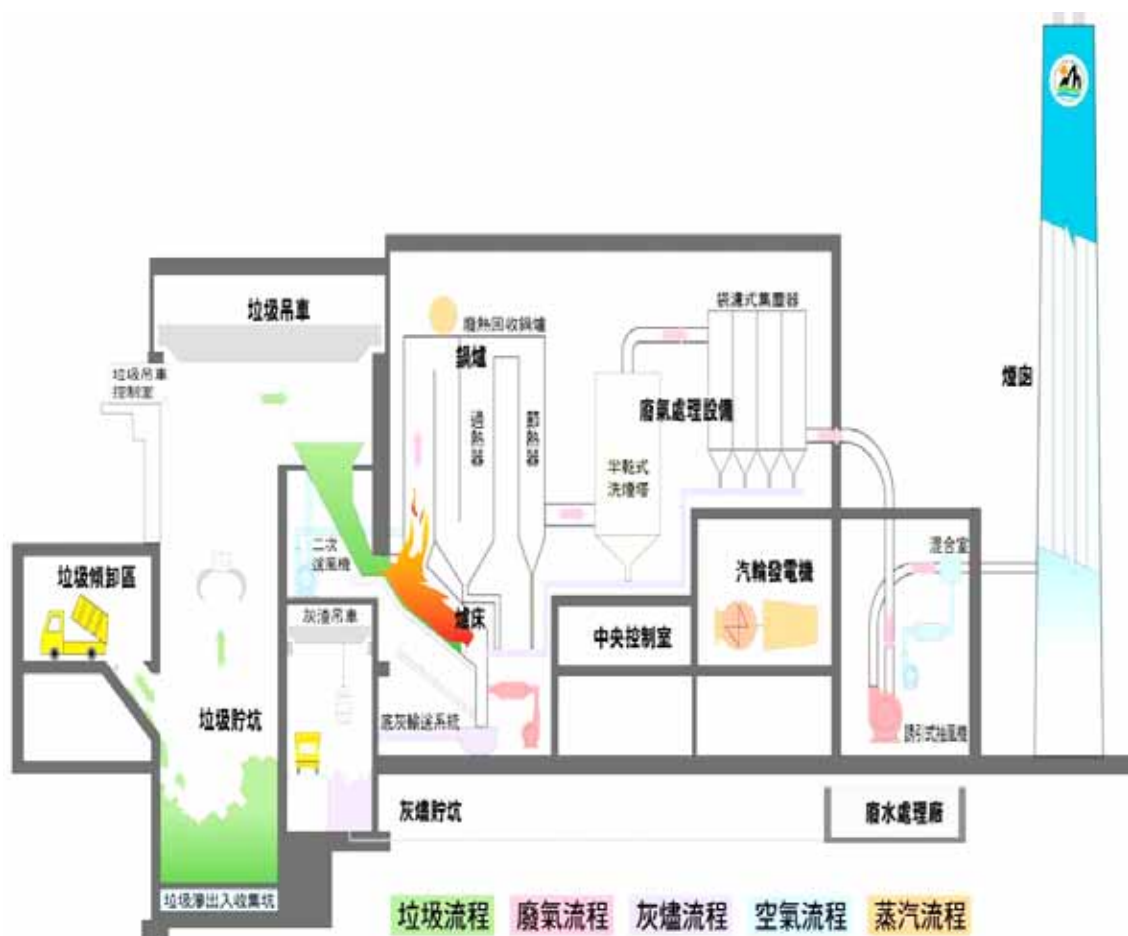 垃圾吊車
垃圾吊車
控制室
廢熱回收鍋爐
鍋爐
過熱器
節熱器
袋濾式集塵器
廢氣處理設備
半乾式
洗煙塔
煙囪
垃圾傾卸區
二次
送風機
灰渣吊車
爐床
中央控制室
汽輪發電機
混合室
垃圾貯坑
底灰輸送系統
誘引式抽風機
灰燼貯坑
廢水處理廠
垃圾滲出入收集坑
垃圾流程
廢氣流程
灰燼流程
空氣流程
蒸汽流程